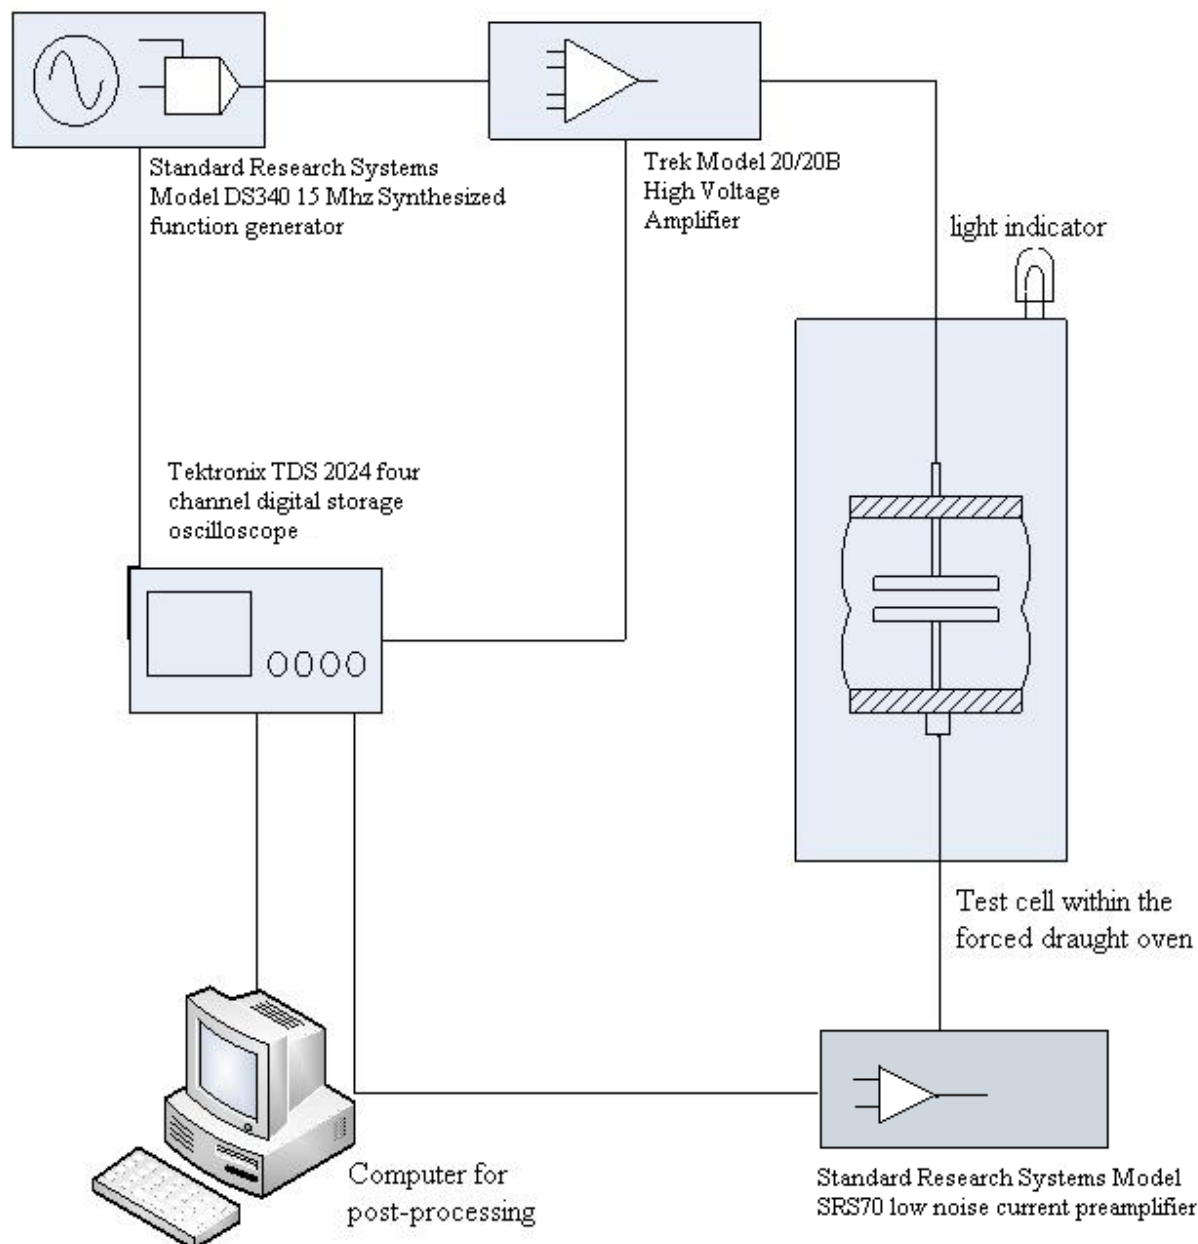 Standard Research Systems
Model DS340 15 Mhz Synthesized
function generator
Trek Model 20/20B
High Voltage
Amplifier
light indicator
Tektronix TDS 2024 four
channel digital storage
oscilloscope
Test cell within the
forced draught oven
Computer for
post-processing
Standard Research Systems Model
SRS70 low noise current preamplifier